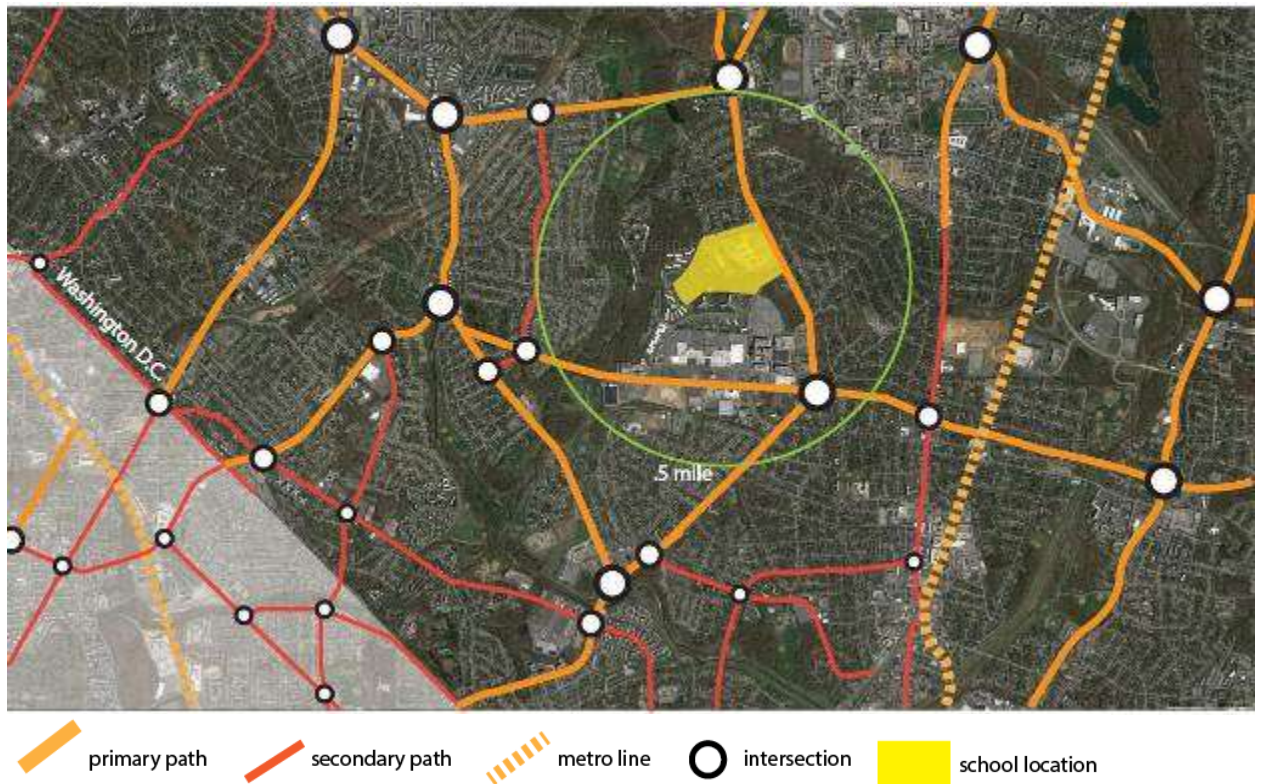 Washington D.C.
.5 mile
primary path
secondary path
metro line
intersection
school location